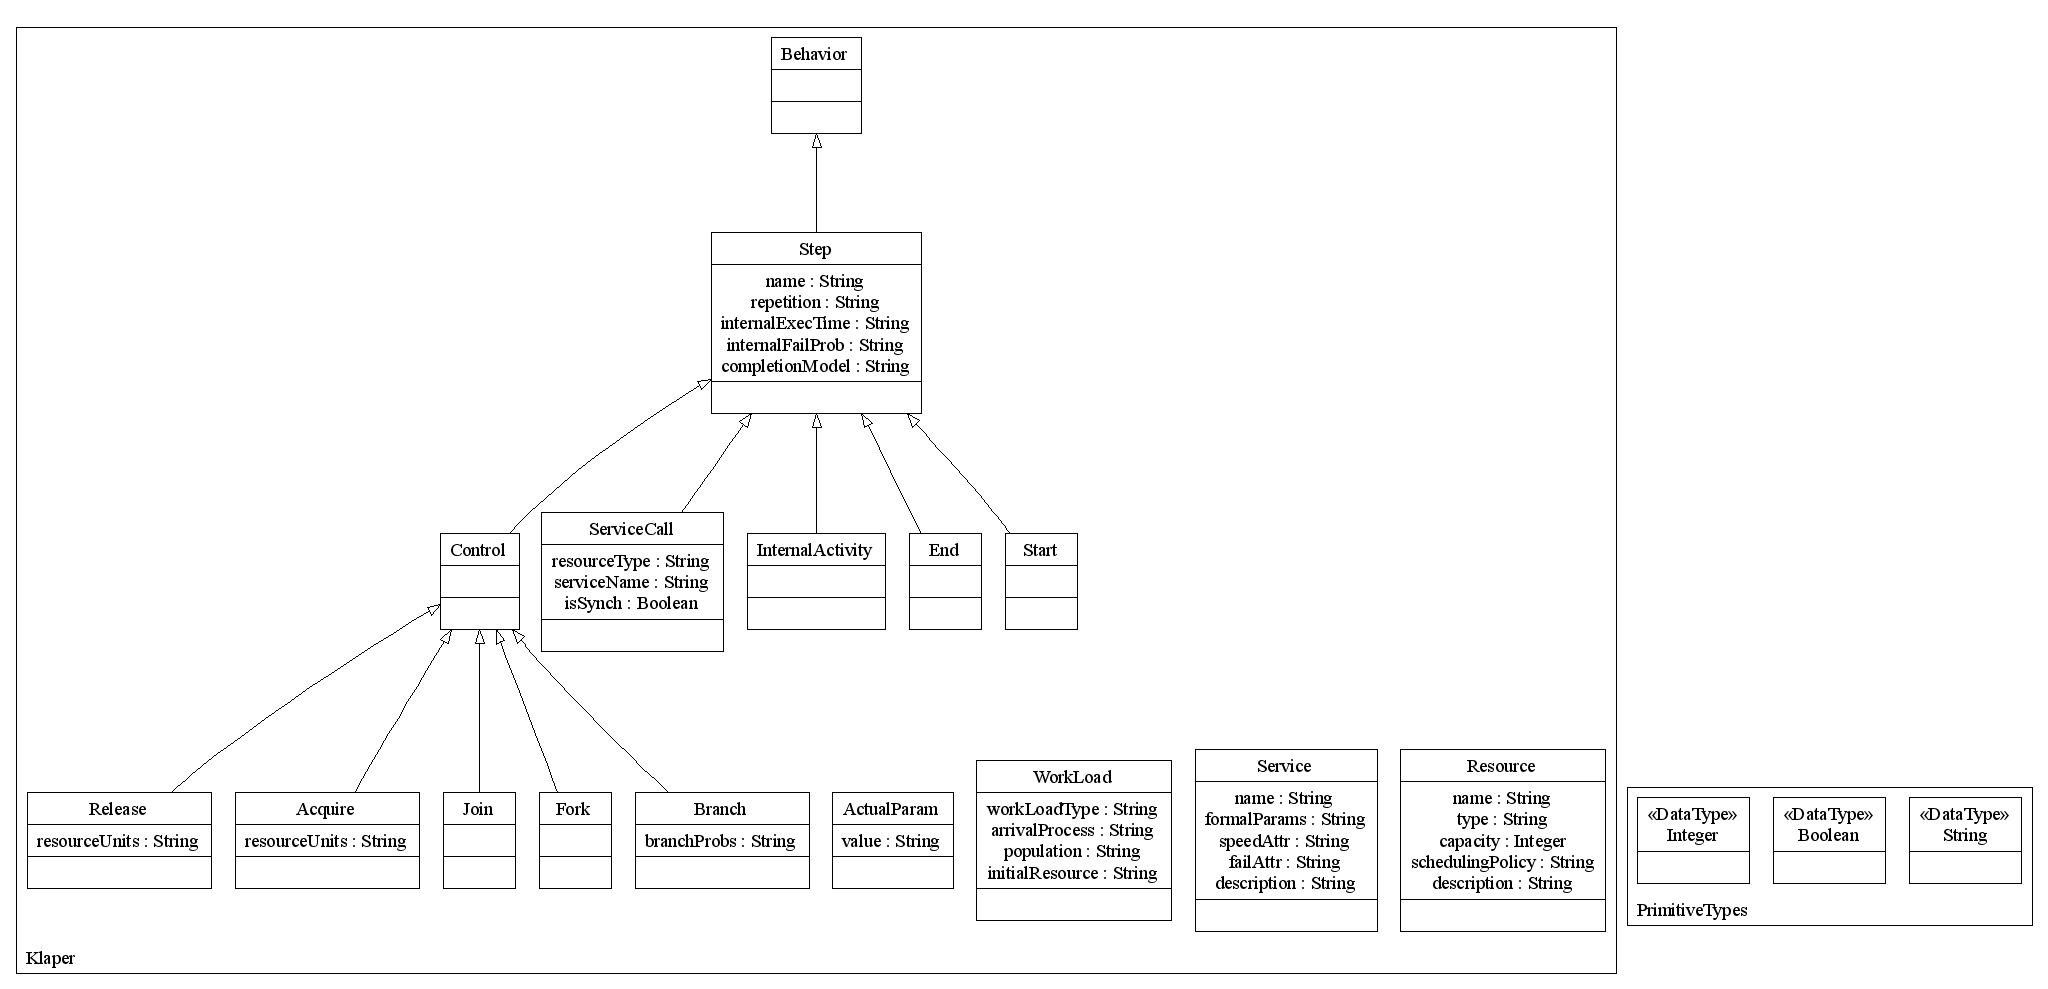 Behavior
Step
name : String
repetition : String
internalExecTime : String
internalFailProb : String
completionModel : String
Control
ServiceCall
resourceType : String
serviceName : String
isSynch : Boolean
InternalActivity
End
Start
Release
resourceUnits : String
Acquire
resourceUnits : String
Join
Fork
Branch
branchProbs : String
ActualParam
value : String
WorkLoad
workLoadType : String
arrivalProcess : String
population : String
initialResource : String
Service
name : String
formalParams : String
speedAttr : String
failAttr : String
description : String
Resource
name : String
type : String
capacity : Integer
schedulingPolicy : String
description : String
Klaper
«DataType»
Integer
«DataType»
Boolean
«DataType»
String
PrimitiveTypes